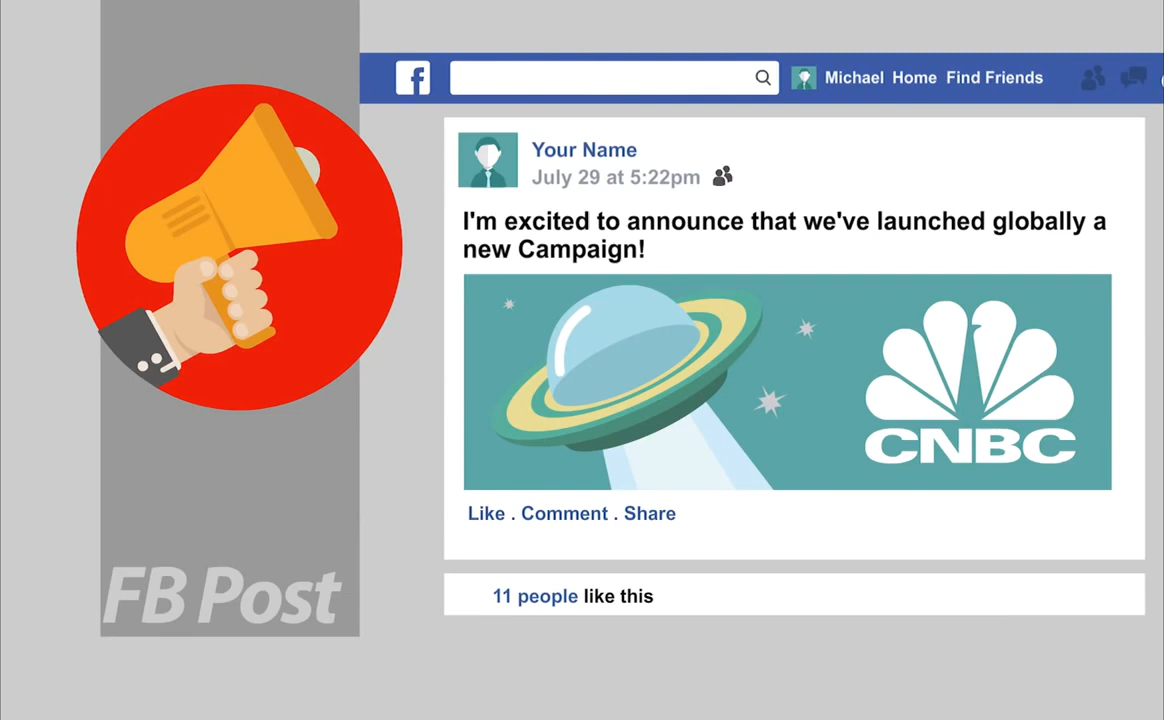 Michael Home Find Friends
Your Name
July 29 at 5:22pm
I'm excited to announce that we've launched globally a
new Campaign!
CNBC
Like . Comment . Share
11 people like this
FB Post